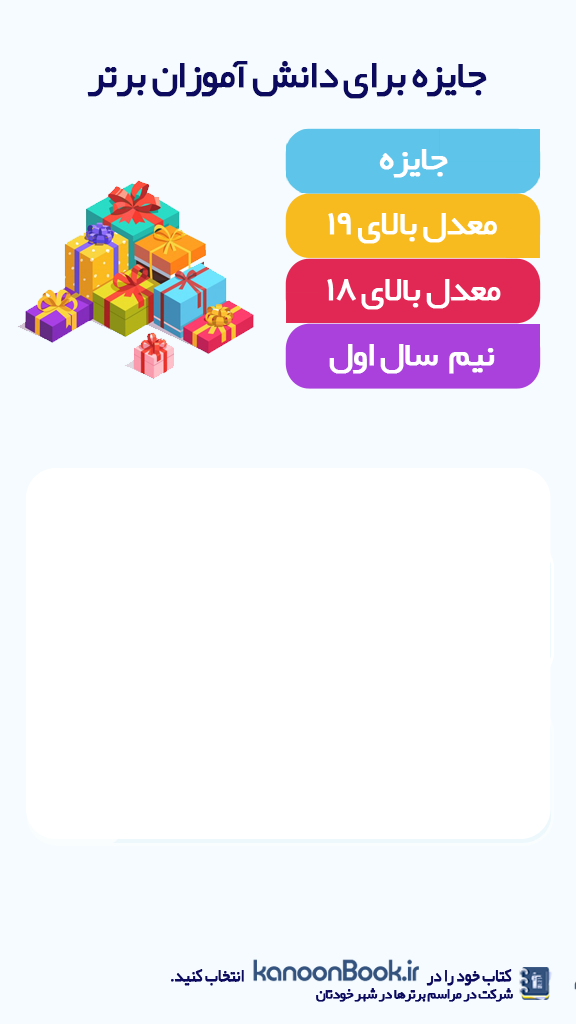 جایزه برای دانش آموزان برتر
جایزه
معدل بالای ۱۹
معدل بالای ۱۸
نیم سال اول
کتاب خود را در kanoonBook.ir انتخاب کنید.
شرکت در مراسم برترها در شهر خودتان